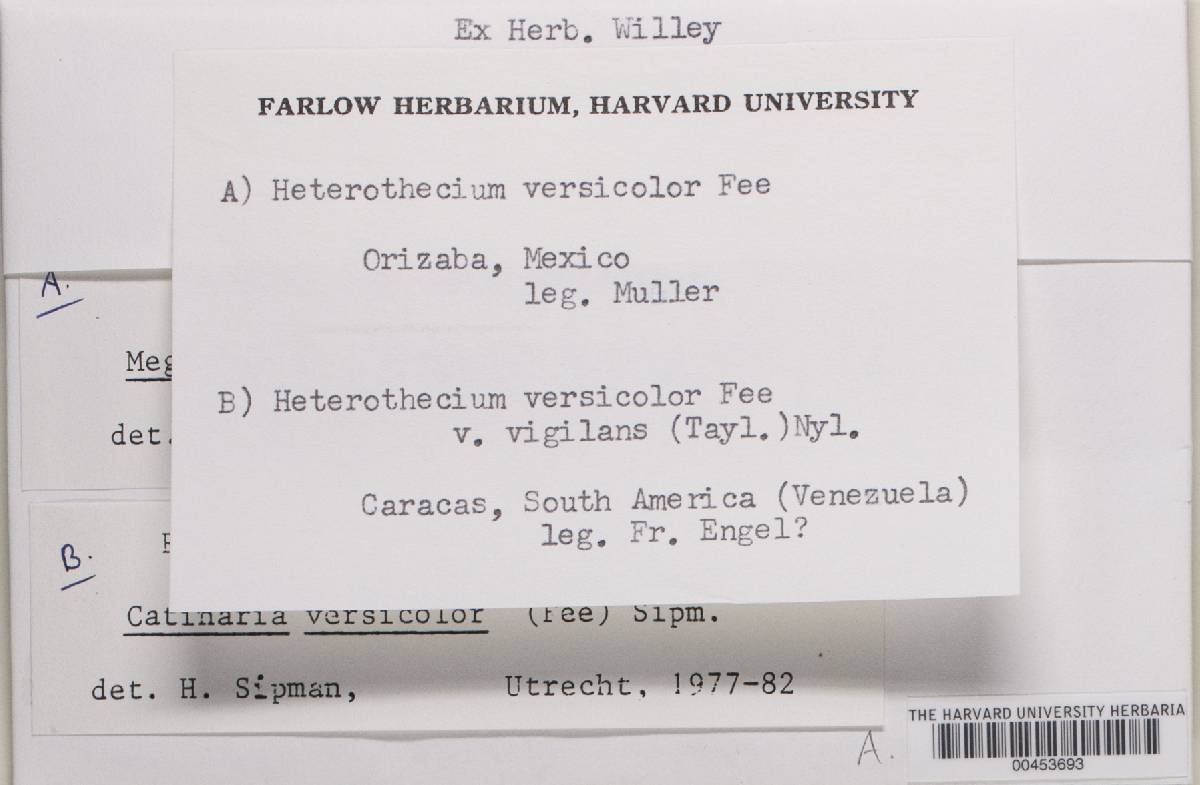 Ex Herb. Willey
FARLOW HERBARIUM, HARVARD UNIVERSITY
A) Heterothecium versicolor Fee
Orizaba, Mexico
leg. Muller
B) Heterothecium versicolor Fee
v. vigilans (Tayl.)Nyl.
Caracas, South America (Venezuela)
leg. Fr. Engel?
A.
Meg
det.
B.
Catinaria versicolor (Fee) Sipm.
det. H. Sipman, Utrecht, 1977-82
A.
THE HARVARD UNIVERSITY HERBARIA
00453693